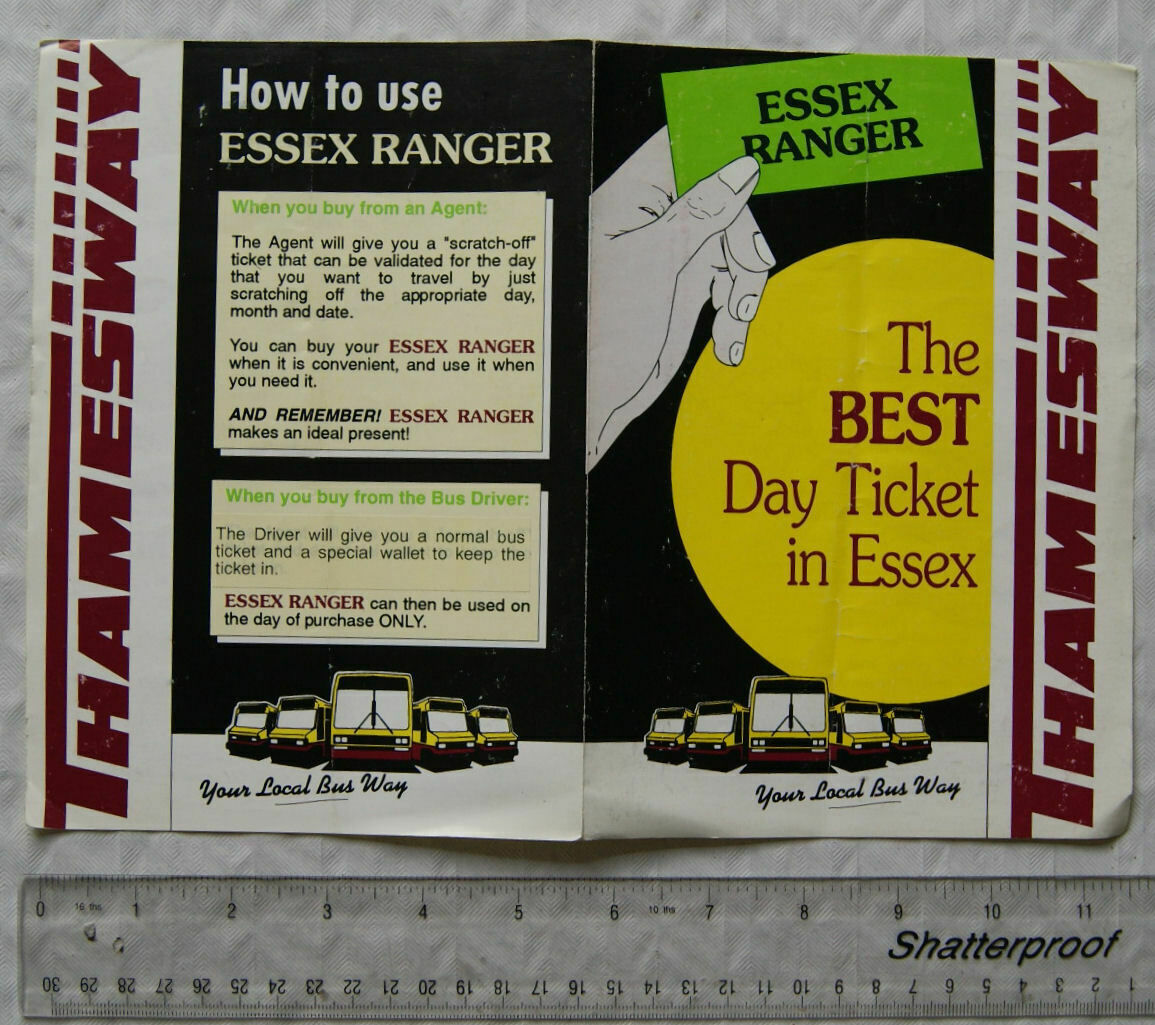 THAMESWAY
How to use
ESSEX RANGER
When you buy from an Agent:
The Agent will give you a "scratch-off"
ticket that can be validated for the day
that you want to travel by just
scratching off the appropriate day,
month and date.
You can buy your ESSEX RANGER
when it is convenient, and use it when
you need it.
AND REMEMBER! ESSEX RANGER
makes an ideal present!
When you buy from the Bus Driver:
The Driver will give you a normal bus
ticket and a special wallet to keep the
ticket in.
ESSEX RANGER can then be used on
the day of purchase ONLY.
Your Local Bus Way
ESSEX
RANGER
The
BEST
Day Ticket
in Essex
Your Local Bus Way
THAMESWAY
0 16 ths 1 2 3 4 5 6 10 ths 7 8 9 10 11
Shatterproof
30 29 28 27 26 25 24 23 22 21 20 19 18 17 16 15 14 13 12 11 10 9 8 7 6 5 4 3 2 1